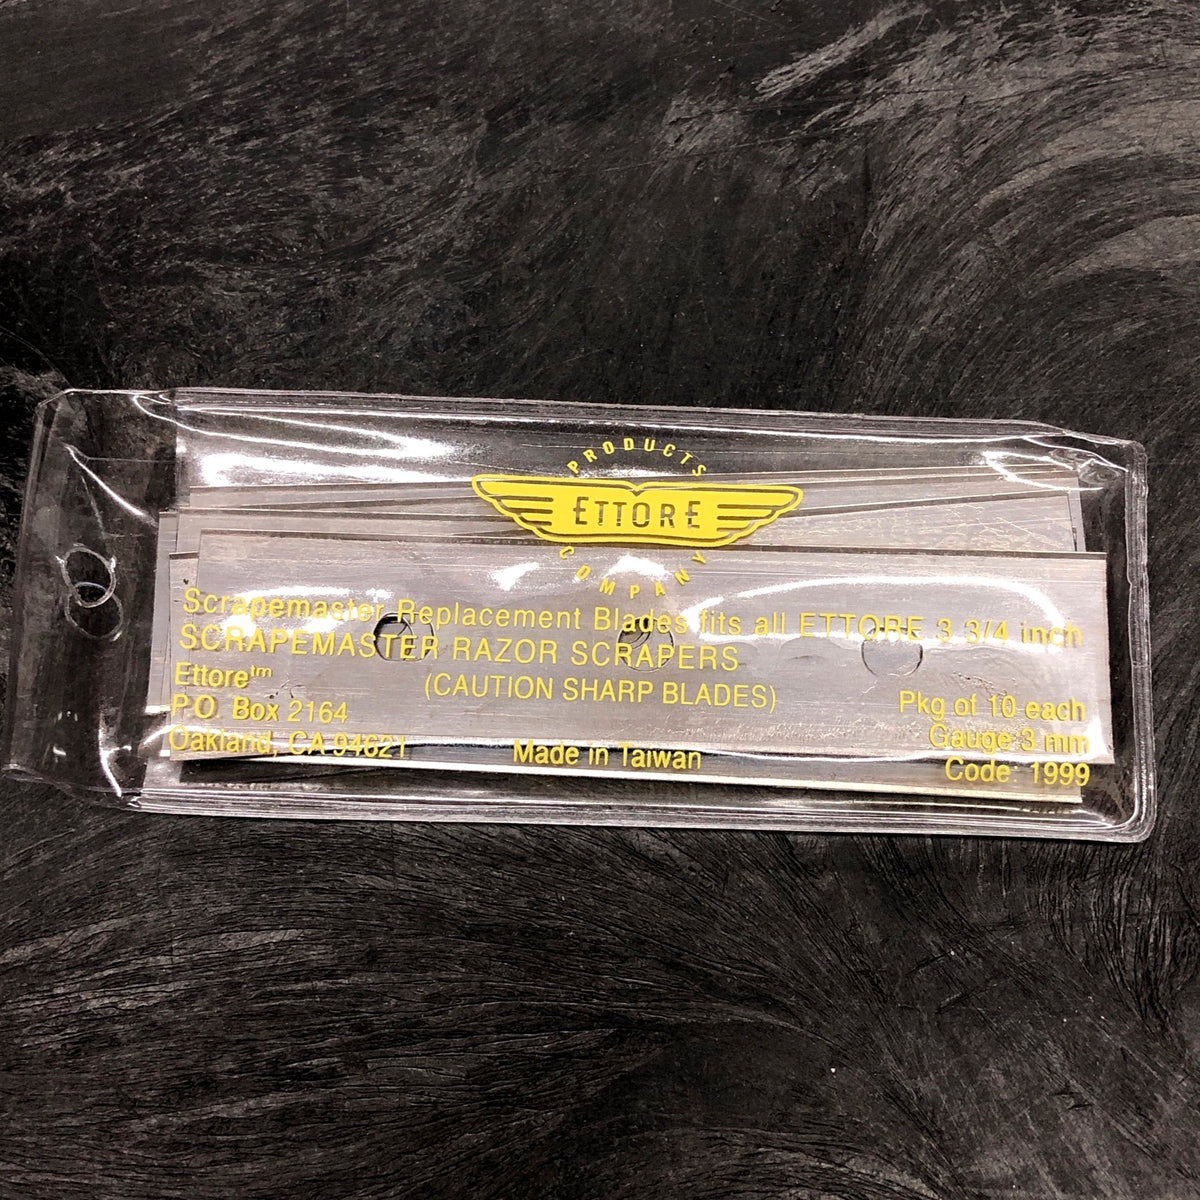 PRODUCTS
ETTORE
COMPANY
Scrapemaster Replacement Blades fits all ETTORE 3 3/4 inch
SCRAPEMASTER RAZOR SCRAPERS
Ettore™
(CAUTION SHARP BLADES)
P.O. Box 2164
Pkg of 10 each
Oakland, CA 94621
Made in Taiwan
Gauge 3 mm
Code: 1999